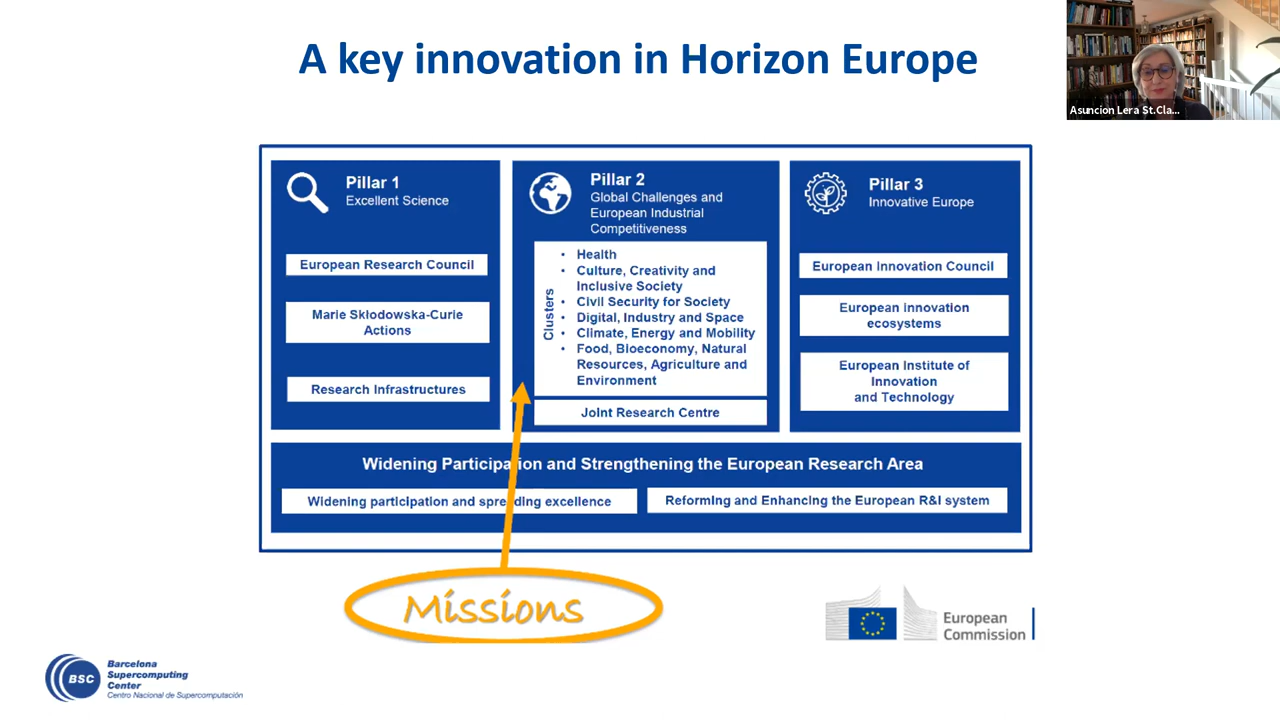 A key innovation in Horizon Europe
Asuncion Lera St.Cla...
Pillar 1
Excellent Science
European Research Council
Marie Skłodowska-Curie
Actions
Research Infrastructures
Pillar 2
Global Challenges and
European Industrial
Competitiveness
Clusters
• Health
• Culture, Creativity and
Inclusive Society
• Civil Security for Society
• Digital, Industry and Space
• Climate, Energy and Mobility
• Food, Bioeconomy, Natural
Resources, Agriculture and
Environment
Joint Research Centre
Pillar 3
Innovative Europe
European Innovation Council
European innovation
ecosystems
European Institute of
Innovation
and Technology
Widening Participation and Strengthening the European Research Area
Widening participation and spreading excellence
Reforming and Enhancing the European R&I system
Missions
European
Commission
BSC
Barcelona
Supercomputing
Center
Centro Nacional de Supercomputación